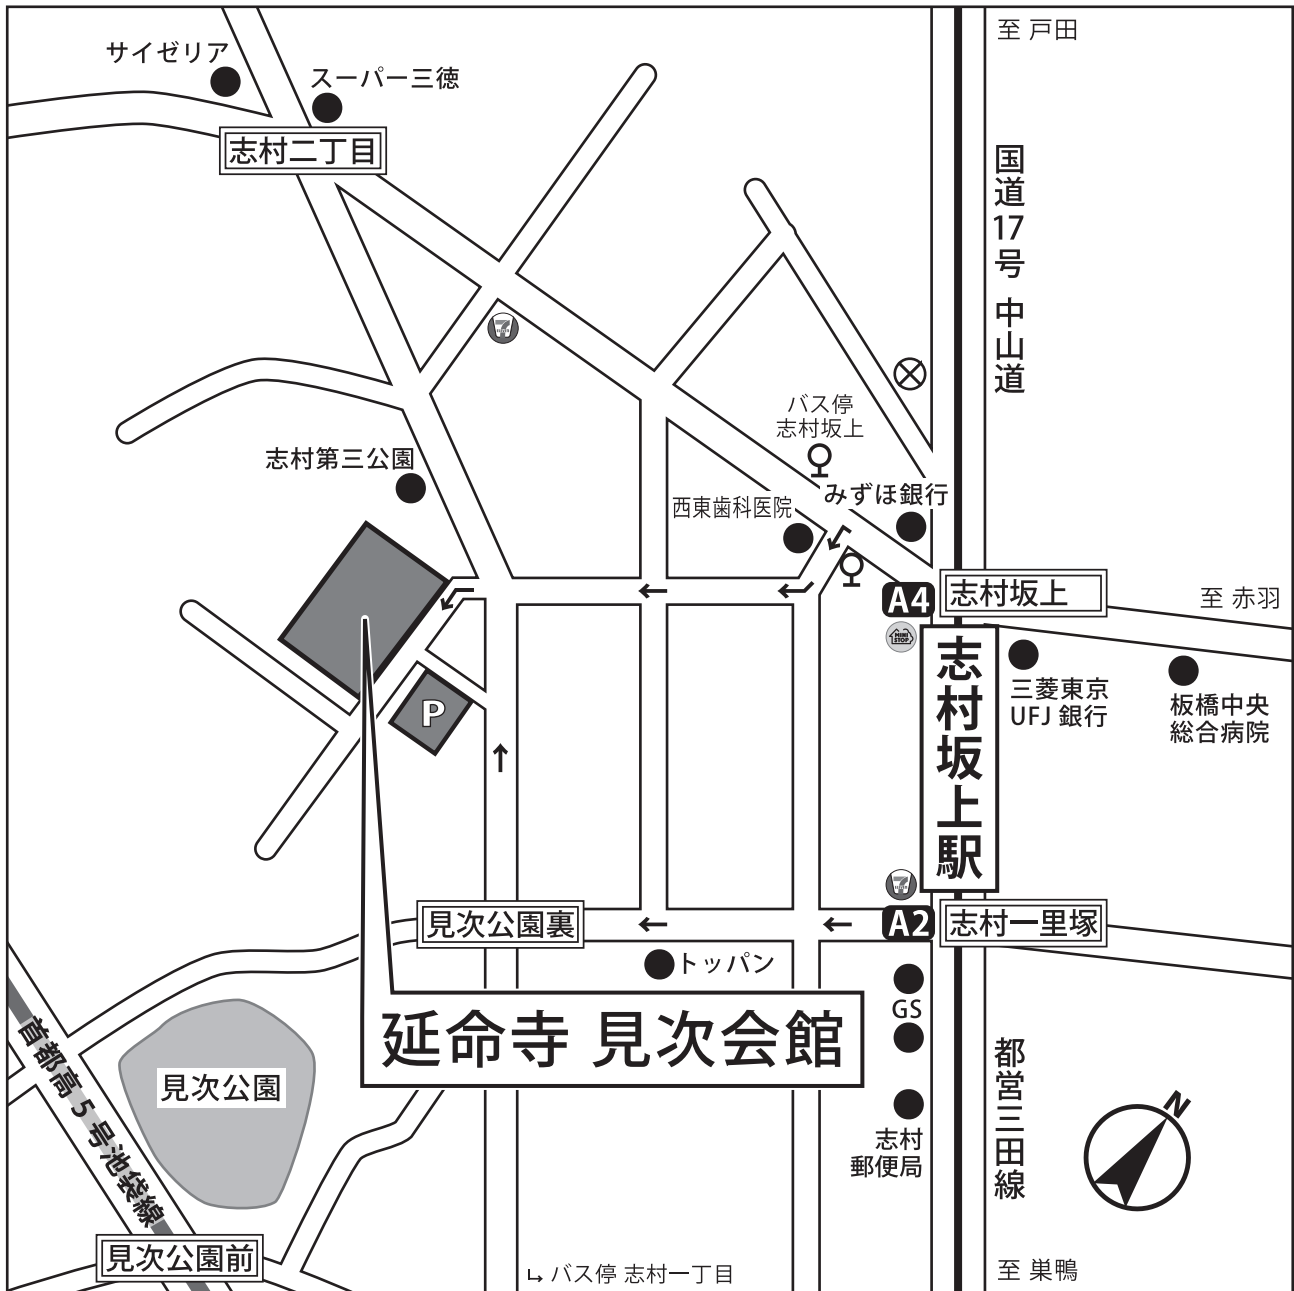 至 戸田
サイゼリア
スーパー三徳
志村二丁目
国道17号 中山道
バス停
志村坂上
志村第三公園
みずほ銀行
西東歯科医院
A4
志村坂上
至 赤羽
MINI
STOP
志村坂上駅
三菱東京
UFJ 銀行
板橋中央
総合病院
P
7
7
A2
見次公園裏
志村一里塚
トッパン
GS
延命寺 見次会館
首都高5号池袋線
見次公園
都営三田線
N
志村
郵便局
見次公園前
バス停 志村一丁目
至 巣鴨